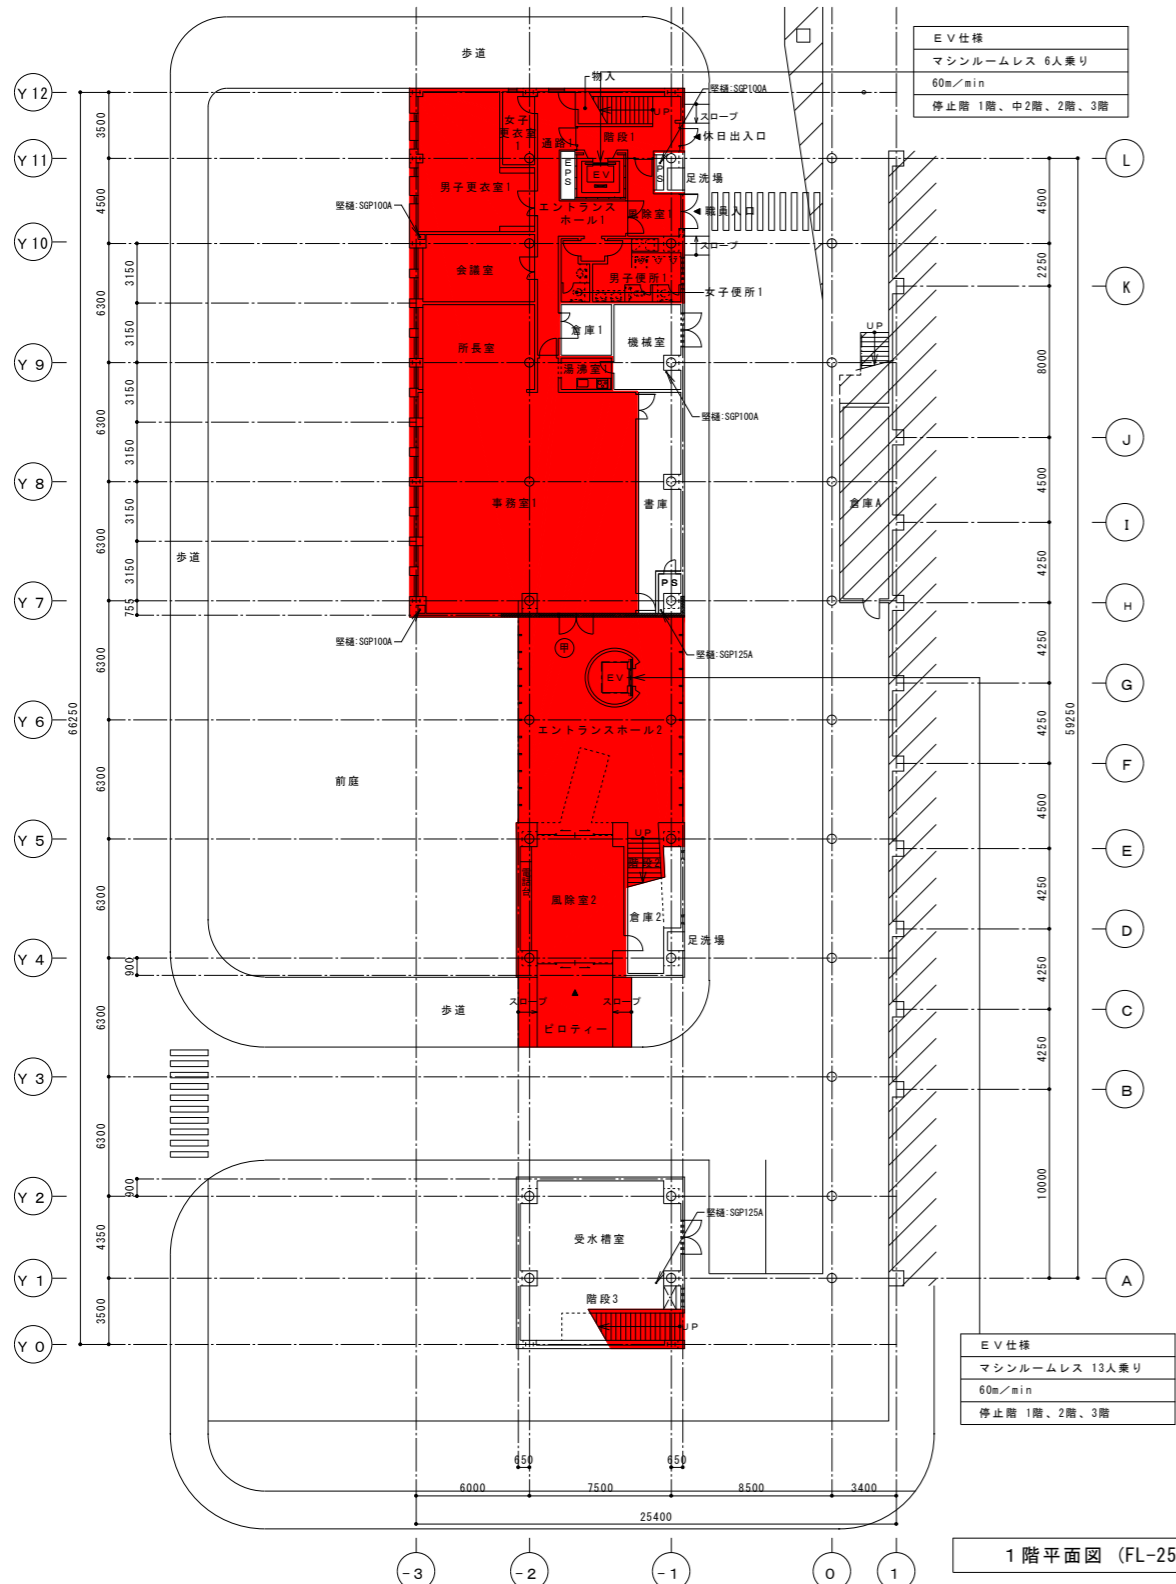 歩道
EV仕様
マシンルームレス 6人乗り
60m/min
停止階 1階、中2階、2階、3階
物入
竪樋:SGP100A
Y12
3500
女子
更衣室
1
UP
スロープ
通路1
階段1
休日出入口
Y11
L
EPS
EV
PS
足洗場
男子更衣室1
4500
4500
エントランス
ホール1
風除室1
職員入口
竪樋:SGP100A
Y10
スロープ
2250
会議室
3150
男子便所1
女子便所1
K
6300
UP
倉庫1
機械室
3150
所長室
Y9
湯沸室1
8000
3150
竪樋:SGP100A
6300
J
3150
Y8
4500
事務室1
書庫
倉庫A
3150
I
6300
歩道
3150
4250
PS
Y7
H
755
竪樋:SGP100A
竪樋:SGP125A
4250
6300
EV
G
66250
59250
Y6
エントランスホール2
4250
F
前庭
6300
4500
Y5
UP
E
階段2
6300
風除室2
4250
倉庫2
D
足洗場
Y4
900
4250
スロープ
スロープ
歩道
C
6300
ピロティー
4250
Y3
B
6300
900
Y2
10000
竪樋:SGP125A
4350
受水槽室
Y1
A
階段3
3500
UP
Y0
EV仕様
マシンルームレス 13人乗り
60m/min
停止階 1階、2階、3階
650
650
6000
7500
8500
3400
25400
1階平面図 (FL-25
-3
-2
-1
0
1